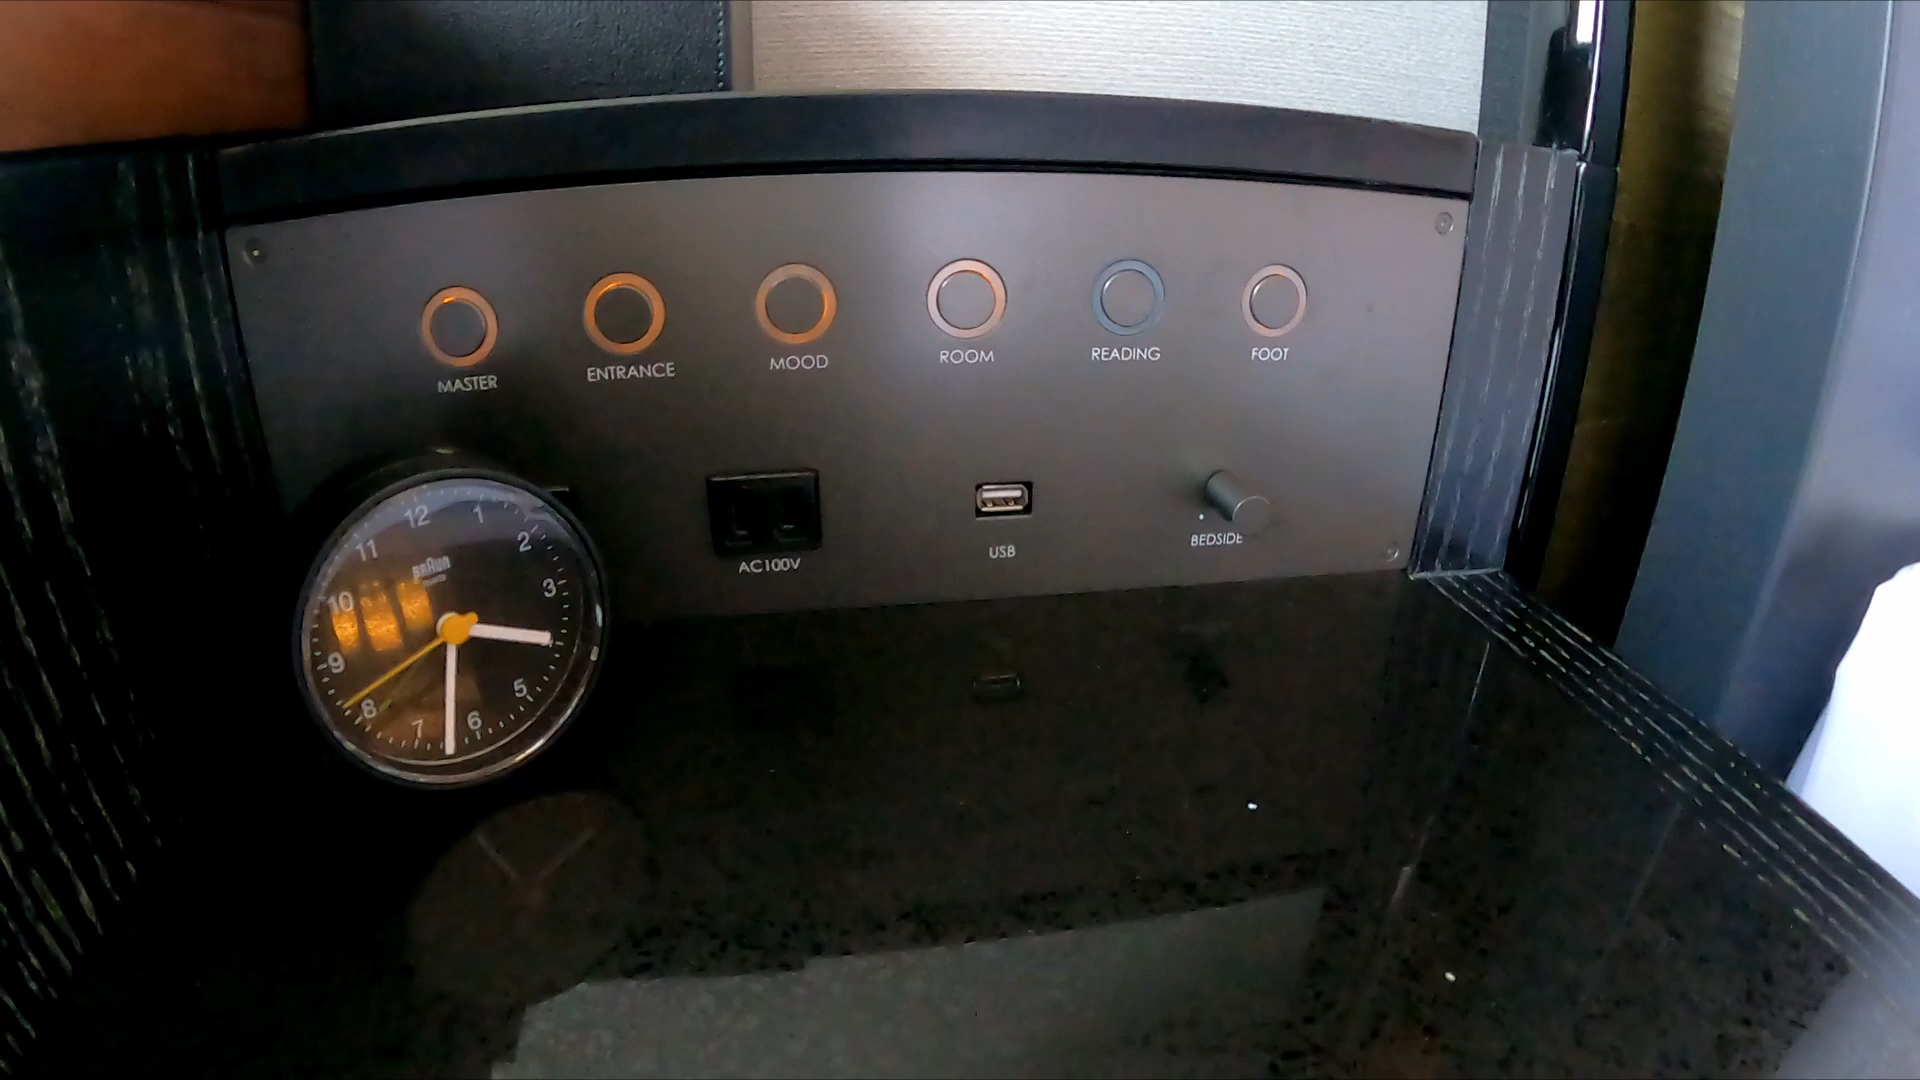 MASTER
ENTRANCE
MOOD
ROOM
READING
FOOT
AC100V
USB
BEDSIDE
12
1
2
3
5
6
7
8
9
10
11
BRAUN